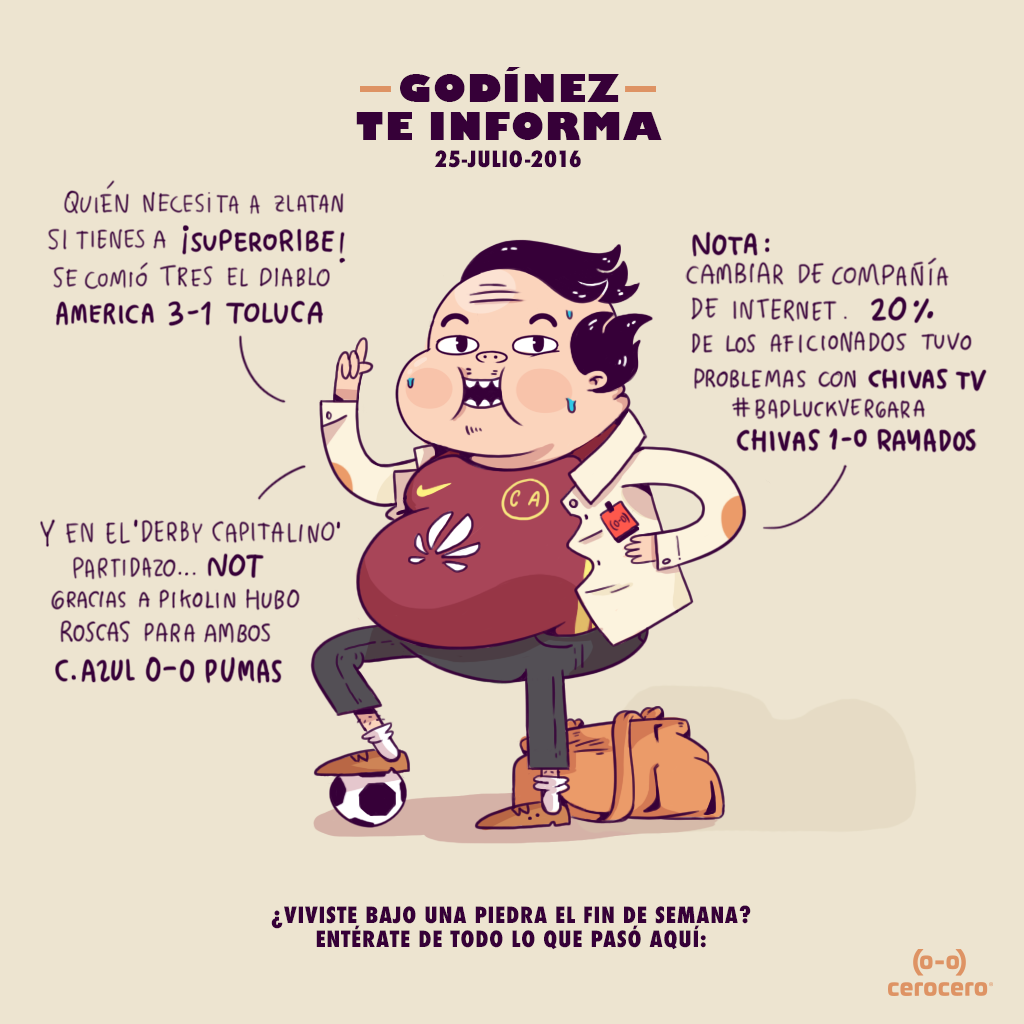 GODÍNEZ
TE INFORMA
25-JULIO-2016
QUIÉN NECESITA A ZLATAN
SI TIENES A ¡SUPERORIBE!
SE COMIÓ TRES EL DIABLO
AMERICA 3-1 TOLUCA
Y EN EL 'DERBY CAPITALINO'
PARTIDAZO... NOT
GRACIAS A PIKOLIN HUBO
ROSCAS PARA AMBOS
C.AZUL 0-0 PUMAS
NOTA:
CAMBIAR DE COMPAÑÍA
DE INTERNET. 20%
DE LOS AFICIONADOS TUVO
PROBLEMAS CON CHIVAS TV
#BADLUCKVERGARA
CHIVAS 1-0 RAYADOS
CA
(o-o)
¿VIVISTE BAJO UNA PIEDRA EL FIN DE SEMANA?
ENTÉRATE DE TODO LO QUE PASÓ AQUÍ:
(o-o)
cerocero